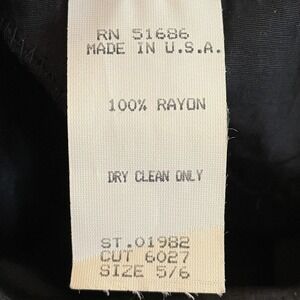 RN 51686
MADE IN U.S.A.
100% RAYON
DRY CLEAN ONLY
ST.01982
CUT 6027
SIZE 5/6